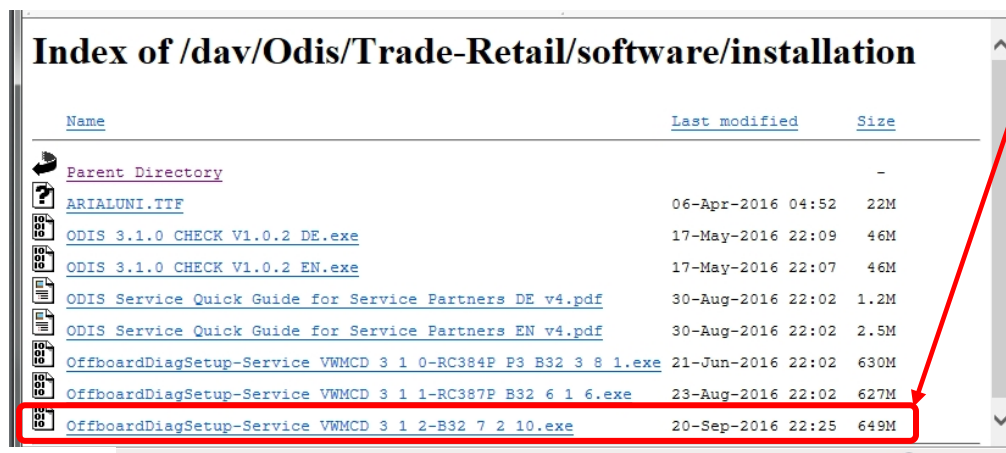 Index of /dav/Odis/Trade-Retail/software/installation
Name Last modified Size
Parent Directory -
ARIALUNI.TTF 06-Apr-2016 04:52 22M
ODIS 3.1.0 CHECK V1.0.2 DE.exe 17-May-2016 22:09 46M
ODIS 3.1.0 CHECK V1.0.2 EN.exe 17-May-2016 22:07 46M
ODIS Service Quick Guide for Service Partners DE v4.pdf 30-Aug-2016 22:02 1.2M
ODIS Service Quick Guide for Service Partners EN v4.pdf 30-Aug-2016 22:02 2.5M
OffboardDiagSetup-Service VWMCD 3 1 0-RC384P P3 B32 3 8 1.exe 21-Jun-2016 22:02 630M
OffboardDiagSetup-Service VWMCD 3 1 1-RC387P B32 6 1 6.exe 23-Aug-2016 22:02 627M
OffboardDiagSetup-Service VWMCD 3 1 2-B32 7 2 10.exe 20-Sep-2016 22:25 649M